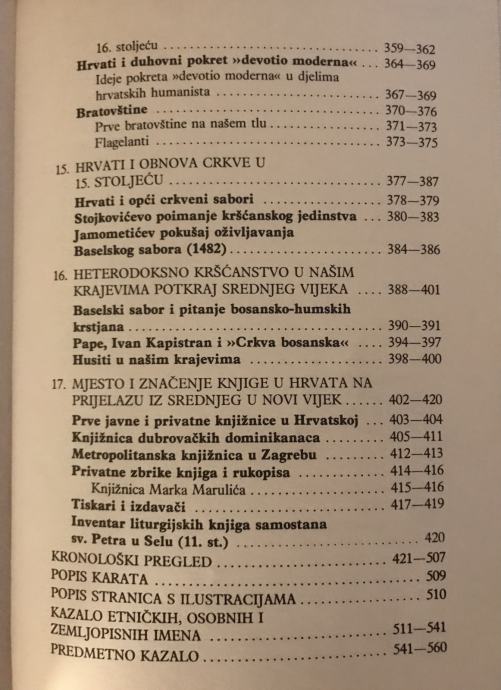 16. stoljeću ........................ 359—362
Hrvati i duhovni pokret »devotio moderna« ... 364—369
Ideje pokreta »devotio moderna« u djelima
hrvatskih humanista .................. 367—369
Bratovštine ........................ 370—376
Prve bratovštine na našem tlu ........ 371—373
Flagelanti ........................ 373—375
15. HRVATI I OBNOVA CRKVE U
15. STOLJEĆU ........................ 377—387
Hrvati i opći crkveni sabori ............ 378—379
Stojkovićevo poimanje kršćanskog jedinstva ... 380—383
Jamometićev pokušaj oživljavanja
Baselskog sabora (1482) ................ 384—386
16. HETERODOKSNO KRŠĆANSTVO U NAŠIM
KRAJEVIMA POTKRAJ SREDNJEG VIJEKA .... 388—401
Baselski sabor i pitanje bosansko-humskih
krstjana ............................ 390—391
Pape, Ivan Kapistran i »Crkva bosanska« .... 394—397
Husiti u našim krajevima .............. 398—400
17. MJESTO I ZNAČENJE KNJIGE U HRVATA NA
PRIJELAZU IZ SREDNJEG U NOVI VIJEK ...... 402—420
Prve javne i privatne knjižnice u Hrvatskoj ... 403—404
Knjižnica dubrovačkih dominikanaca ....... 405—411
Metropolitanska knjižnica u Zagrebu ....... 412—413
Privatne zbrike knjiga i rukopisa .......... 414—416
Knjižnica Marka Marulića .............. 415—416
Tiskari i izdavači .................... 417—419
Inventar liturgijskih knjiga samostana
sv. Petra u Selu (11. st.) ................ 420
KRONOLOŠKI PREGLED .................. 421—507
POPIS KARATA ........................ 509
POPIS STRANICA S ILUSTRACIJAMA ........ 510
KAZALO ETNIČKIH, OSOBNIH I
ZEMLJOPISNIH IMENA .................. 511—541
PREDMETNO KAZALO .................... 541—560